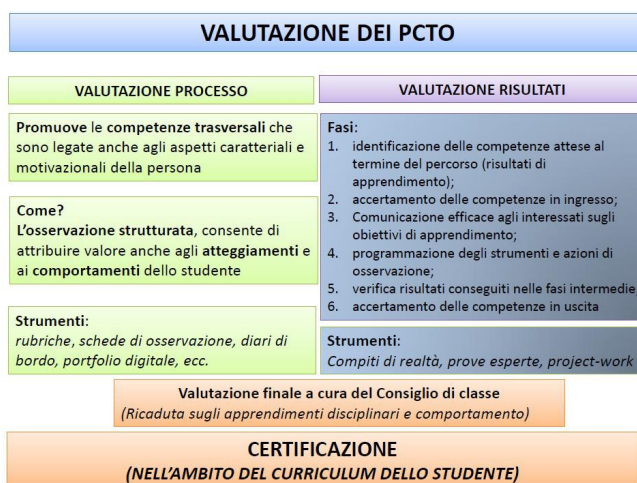 VALUTAZIONE DEI PCTO
VALUTAZIONE PROCESSO
Promuove le competenze trasversali che
sono legate anche agli aspetti caratteriali e
motivazionali della persona
Come?
L'osservazione strutturata, consente di
attribuire valore anche agli atteggiamenti e
ai comportamenti dello studente
Strumenti:
rubriche, schede di osservazione, diari di
bordo, portfolio digitale, ecc.
VALUTAZIONE RISULTATI
Fasi:
1. identificazione delle competenze attese al
termine del percorso (risultati di
apprendimento);
2. accertamento delle competenze in ingresso;
3. Comunicazione efficace agli interessati sugli
obiettivi di apprendimento;
4. programmazione degli strumenti e azioni di
osservazione;
5. verifica risultati conseguiti nelle fasi intermedie;
6. accertamento delle competenze in uscita
Strumenti:
Compiti di realtà, prove esperte, project-work
Valutazione finale a cura del Consiglio di classe
(Ricaduta sugli apprendimenti disciplinari e comportamento)
CERTIFICAZIONE
(NELL'AMBITO DEL CURRICULUM DELLO STUDENTE)